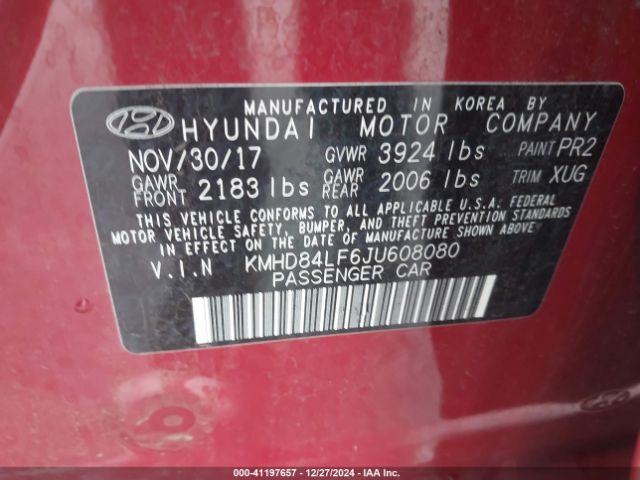 MANUFACTURED IN KOREA BY
HYUNDAI MOTOR COMPANY
NOV/30/17 GVWR 3924 lbs PAINT PR2
GAWR FRONT 2183 lbs GAWR REAR 2006 lbs TRIM XUG
THIS VEHICLE CONFORMS TO ALL APPLICABLE U.S.A. FEDERAL
MOTOR VEHICLE SAFETY, BUMPER, AND THEFT PREVENTION STANDARDS
IN EFFECT ON THE DATE OF MANUFACTURE SHOWN ABOVE.
V.I.N KMHD84LF6JU608080
PASSENGER CAR
000-41197657 • 12/27/2024 • IAA Inc.